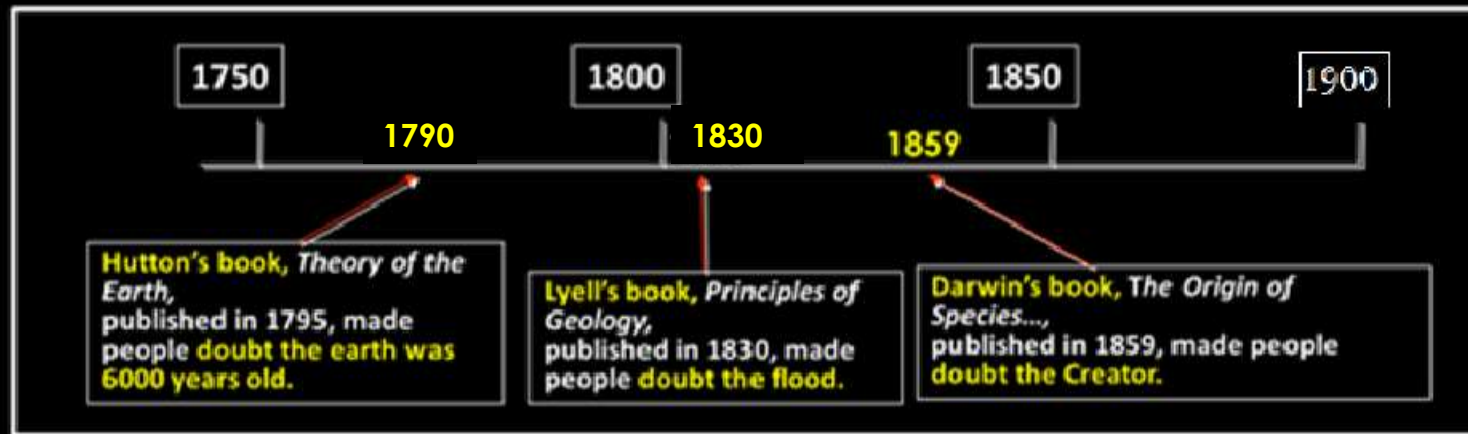 1750
1800
1850
1900
1790
1830
1859
Hutton's book, Theory of the
Earth,
published in 1795, made
people doubt the earth was
6000 years old.
Lyell's book, Principles of
Geology,
published in 1830, made
people doubt the flood.
Darwin's book, The Origin of
Species...,
published in 1859, made people
doubt the Creator.